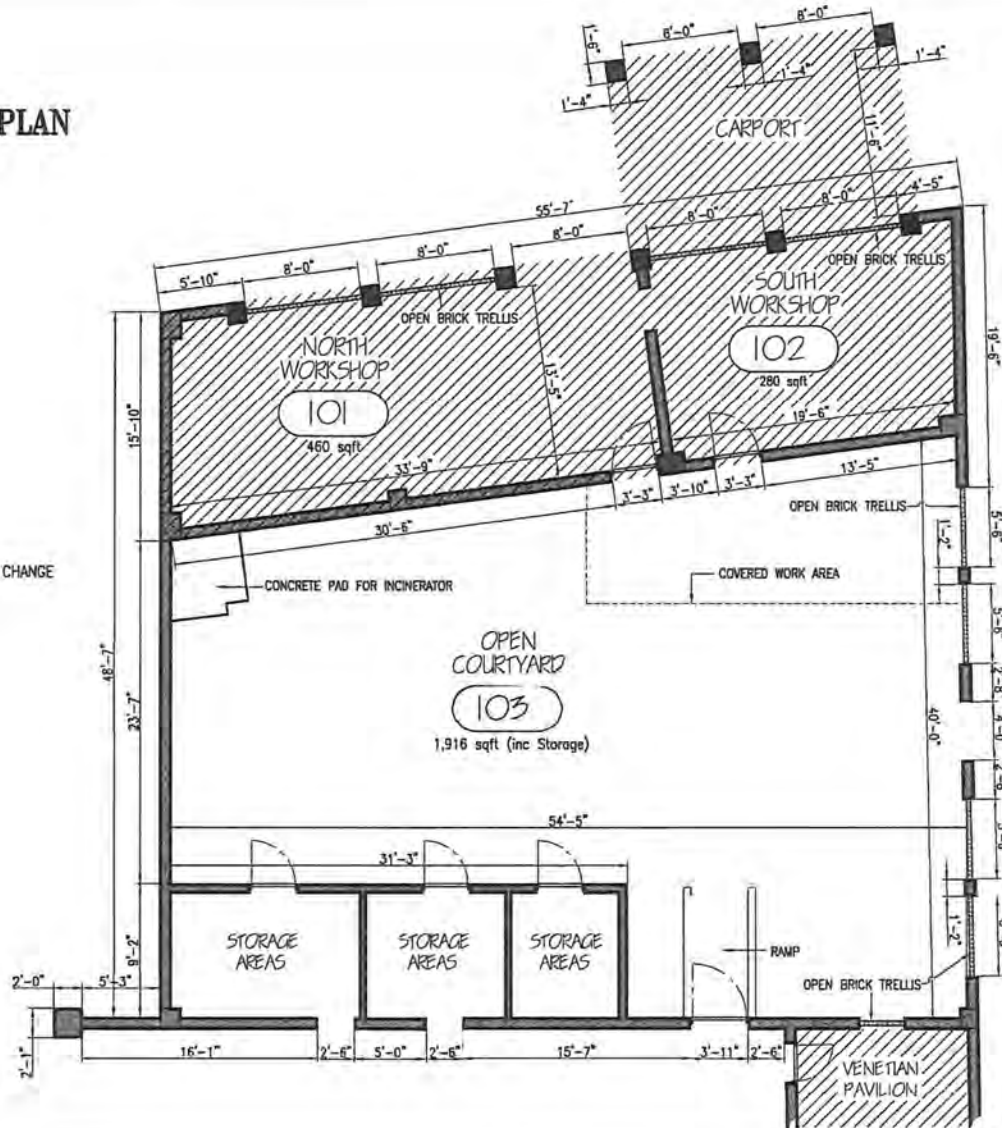 PLAN
8'-0"
8'-0"
1'-6"
1'-4"
1'-4"
1'-4"
CARPORT
11'-6"
55'-7"
4'-5"
8'-0"
8'-0"
8'-0"
8'-0"
8'-0"
5'-10"
OPEN BRICK TRELLIS
OPEN BRICK TRELLIS
SOUTH
WORKSHOP
102
280 sqft
NORTH
WORKSHOP
101
460 sqft
13'-5"
19'-6"
15'-10"
33'-9"
19'-6"
13'-5"
3'-3"
3'-10"
3'-3"
30'-6"
OPEN BRICK TRELLIS
5'-6"
1'-2"
CHANGE
CONCRETE PAD FOR INCINERATOR
COVERED WORK AREA
5'-6"
48'-7"
23'-7"
OPEN
COURTYARD
103
1,916 sqft (inc Storage)
40'-0"
4'-0"
54'-5"
31'-3"
STORAGE
AREAS
STORAGE
AREAS
STORAGE
AREAS
RAMP
1'-2"
9'-2"
OPEN BRICK TRELLIS
2'-0"
5'-3"
2'-1"
16'-1"
2'-6"
5'-0"
2'-6"
15'-7"
3'-11"
2'-6"
VENETIAN
PAVILION